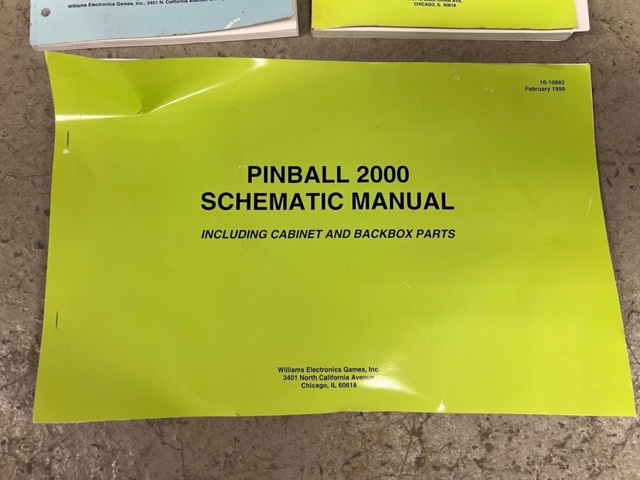 Williams Electronics Games, Inc., 3401 N. California Avenue,
CHICAGO, IL 60618
16-10882
February 1999
PINBALL 2000
SCHEMATIC MANUAL
INCLUDING CABINET AND BACKBOX PARTS
Williams Electronics Games, Inc.
3401 North California Avenue
Chicago, IL 60618